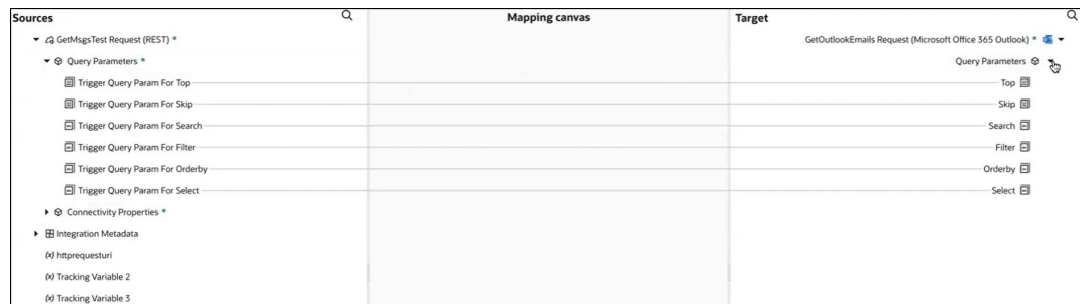 Sources Mapping canvas Target
GetMsgsTest Request (REST) * GetOutlookEmails Request (Microsoft Office 365 Outlook) *
Query Parameters * Query Parameters
Trigger Query Param For Top Top
Trigger Query Param For Skip Skip
Trigger Query Param For Search Search
Trigger Query Param For Filter Filter
Trigger Query Param For Orderby Orderby
Trigger Query Param For Select Select
Connectivity Properties *
Integration Metadata
(x) httprequesturi
(x) Tracking Variable 2
(x) Tracking Variable 3